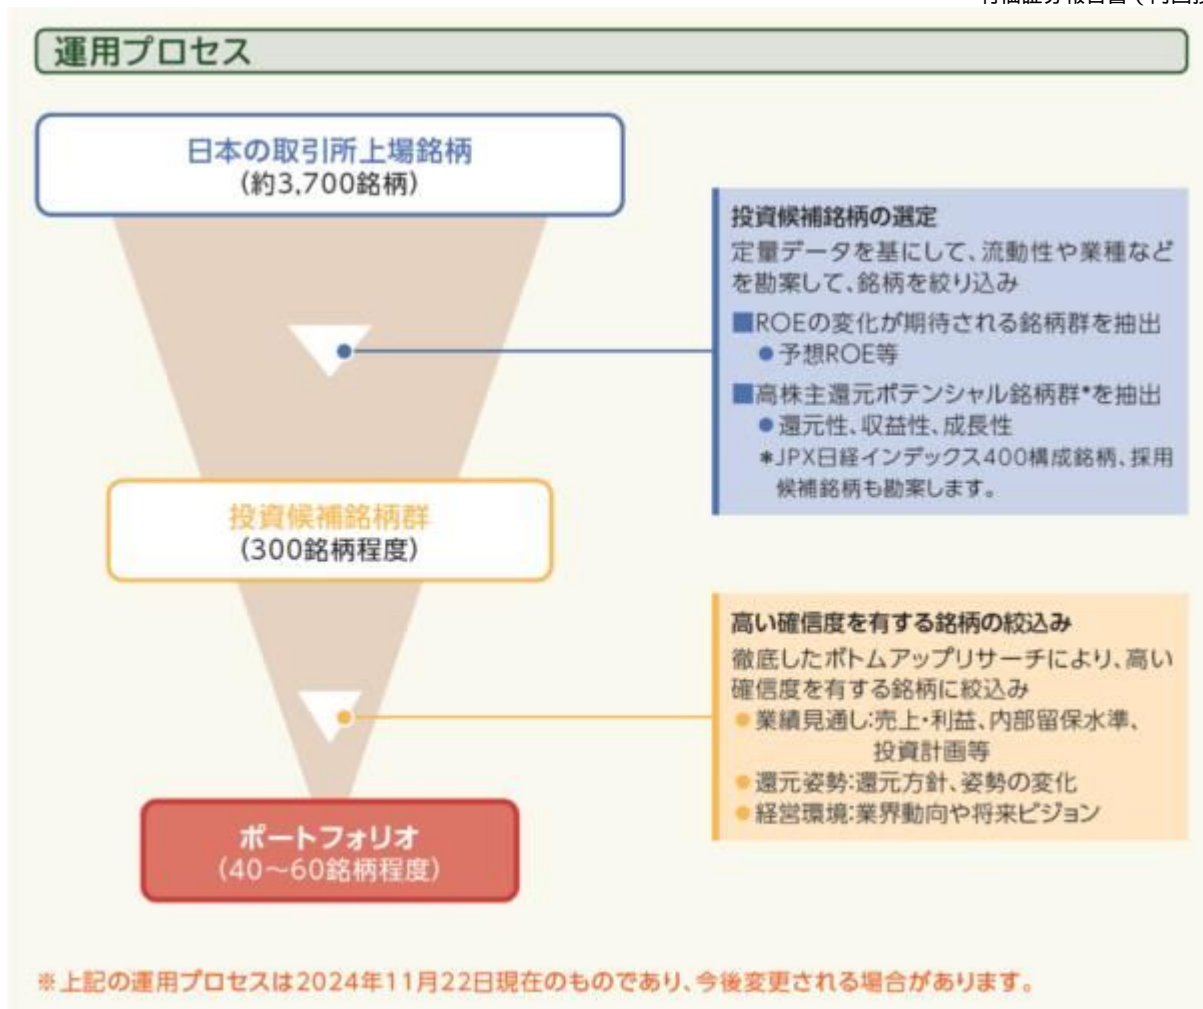 運用プロセス
日本の取引所上場銘柄
(約3,700銘柄)
投資候補銘柄の選定
定量データを基にして、流動性や業種など
を勘案して、銘柄を絞り込み
■ROEの変化が期待される銘柄群を抽出
●予想ROE等
■高株主還元ポテンシャル銘柄群*を抽出
●還元性、収益性、成長性
*JPX日経インデックス400構成銘柄、採用
候補銘柄も勘案します。
投資候補銘柄群
(300銘柄程度)
高い確信度を有する銘柄の絞込み
徹底したボトムアップリサーチにより、高い
確信度を有する銘柄に絞込み
●業績見通し:売上・利益、内部留保水準、
投資計画等
●還元姿勢:還元方針、姿勢の変化
●経営環境:業界動向や将来ビジョン
ポートフォリオ
(40~60銘柄程度)
※上記の運用プロセスは2024年11月22日現在のものであり、今後変更される場合があります。